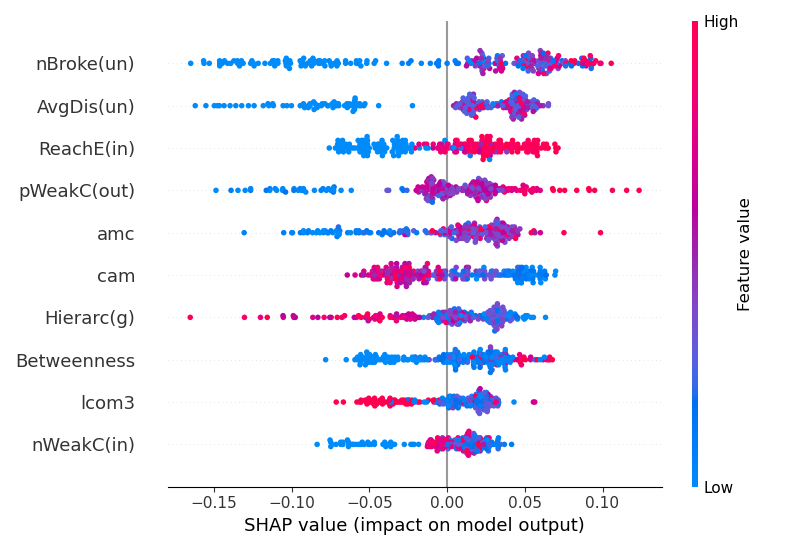 High
nBroke(un)
AvgDis(un)
ReachE(in)
pWeakC(out)
amc
cam
Hierarc(g)
Betweenness
lcom3
nWeakC(in)
Feature value
Low
−0.15 −0.10 −0.05 0.00 0.05 0.10
SHAP value (impact on model output)